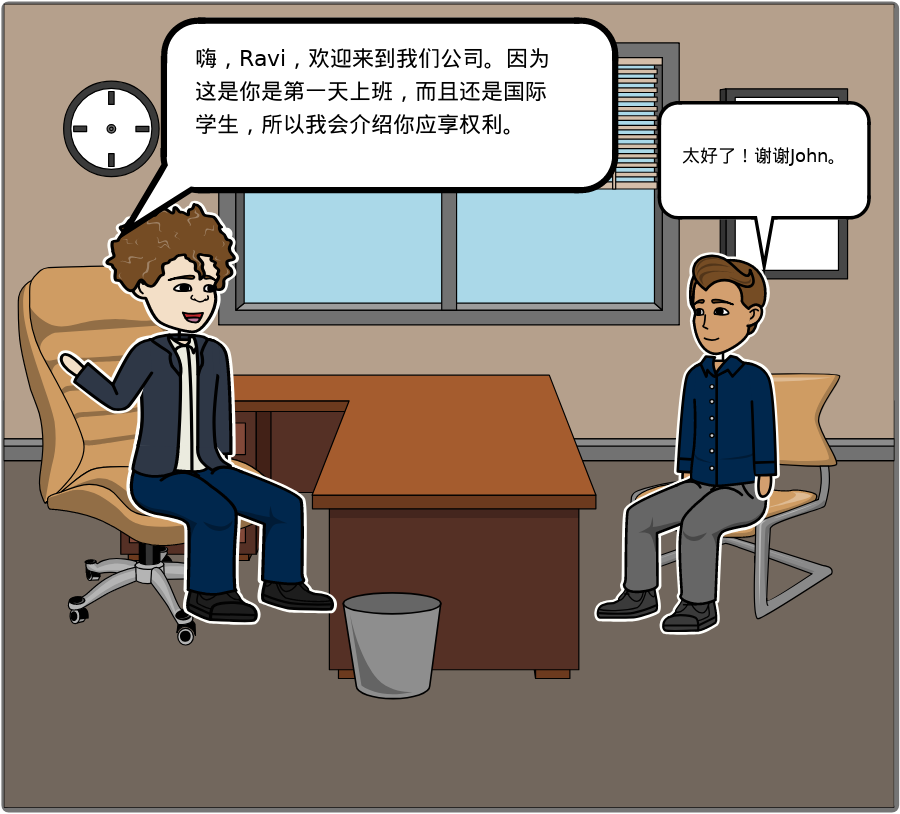 嗨，Ravi，欢迎来到我们公司。因为
这是你是第一天上班，而且还是国际
学生，所以我会介绍你应享权利。
太好了！谢谢John。